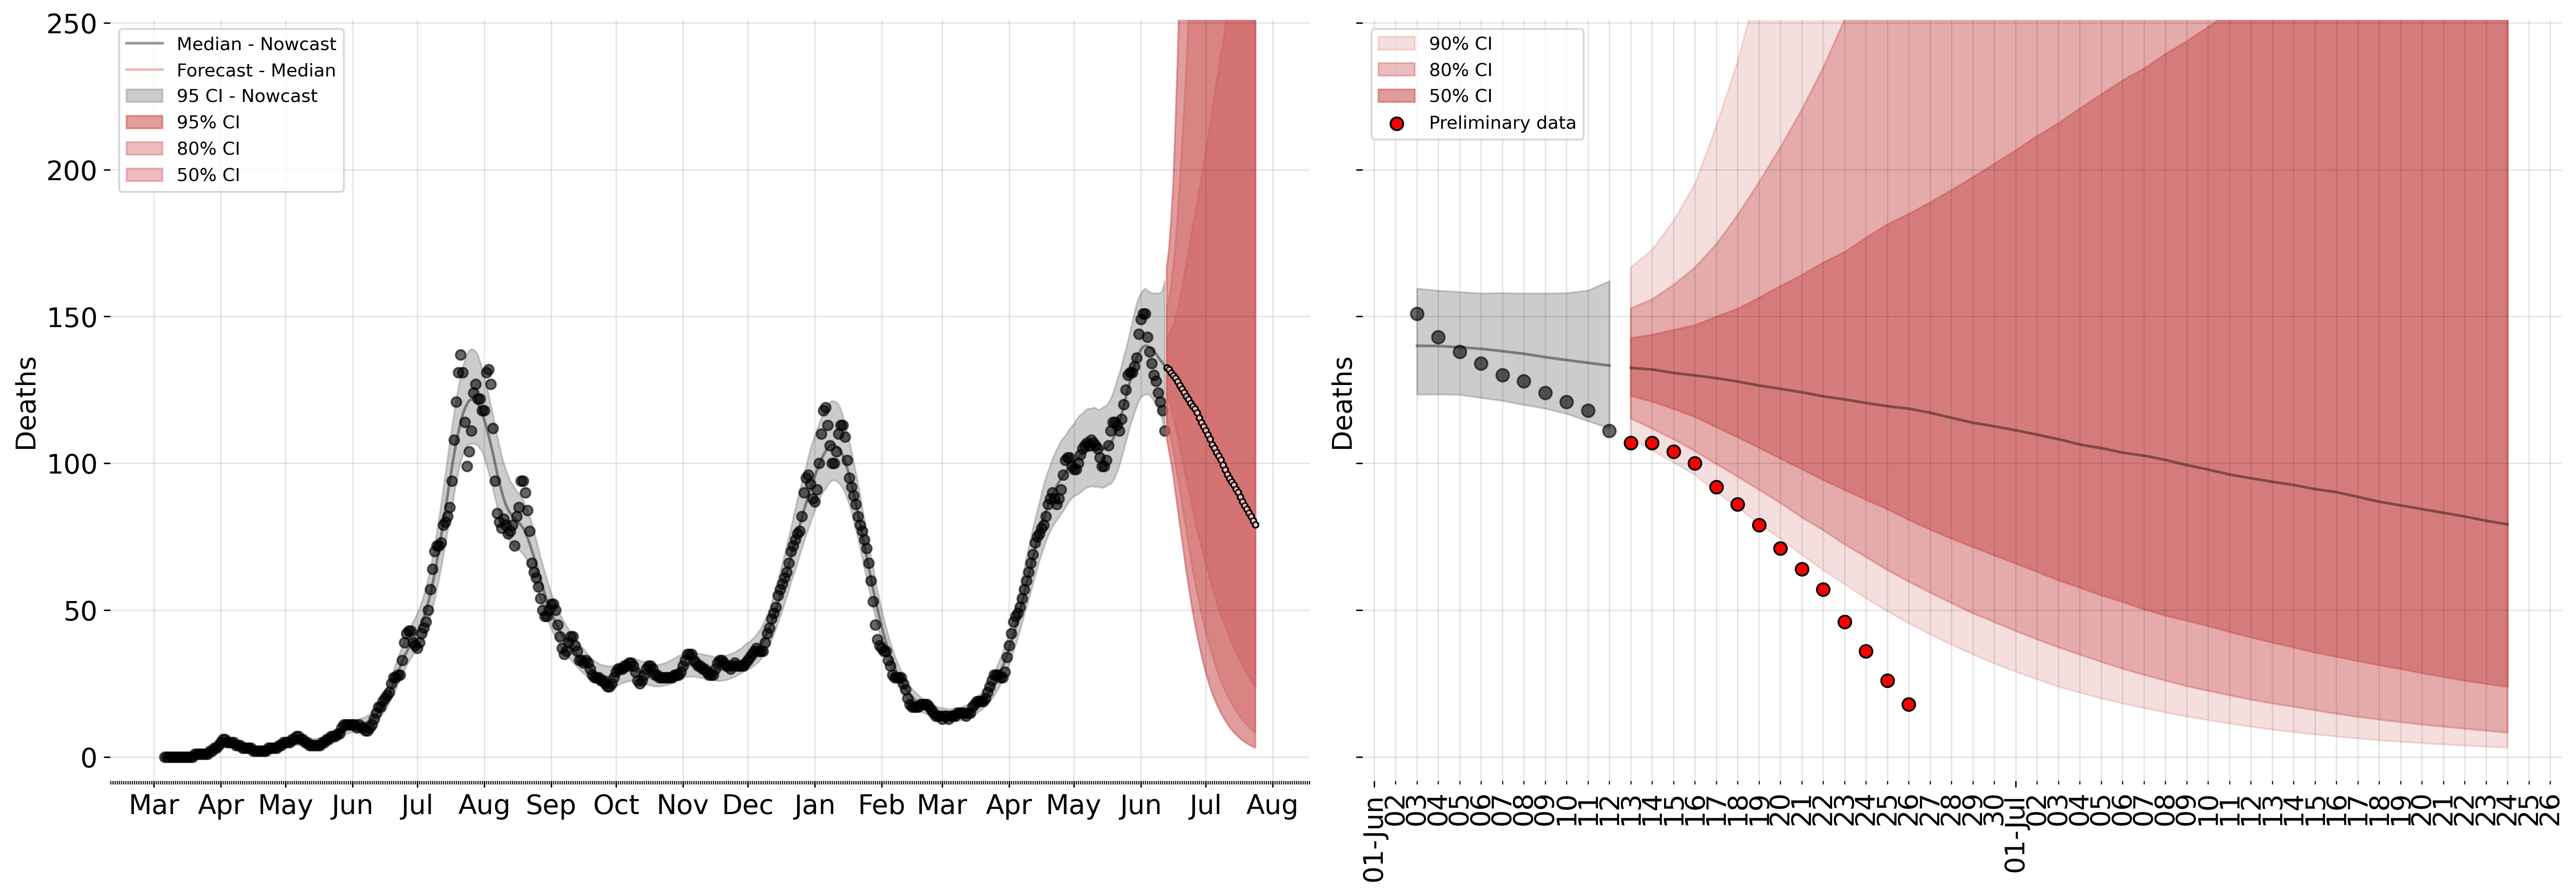 250
200
150
100
50
0
Deaths
Median - Nowcast
Forecast - Median
95 CI - Nowcast
95% CI
80% CI
50% CI
Mar Apr May Jun Jul Aug Sep Oct Nov Dec Jan Feb Mar Apr May Jun Jul Aug
Deaths
90% CI
80% CI
50% CI
Preliminary data
01-Jun 02 03 04 05 06 07 08 09 10 11 12 13 14 15 16 17 18 19 20 21 22 23 24 25 26 27 28 29 30 01-Jul 02 03 04 05 06 07 08 09 10 11 12 13 14 15 16 17 18 19 20 21 22 23 24 25 26